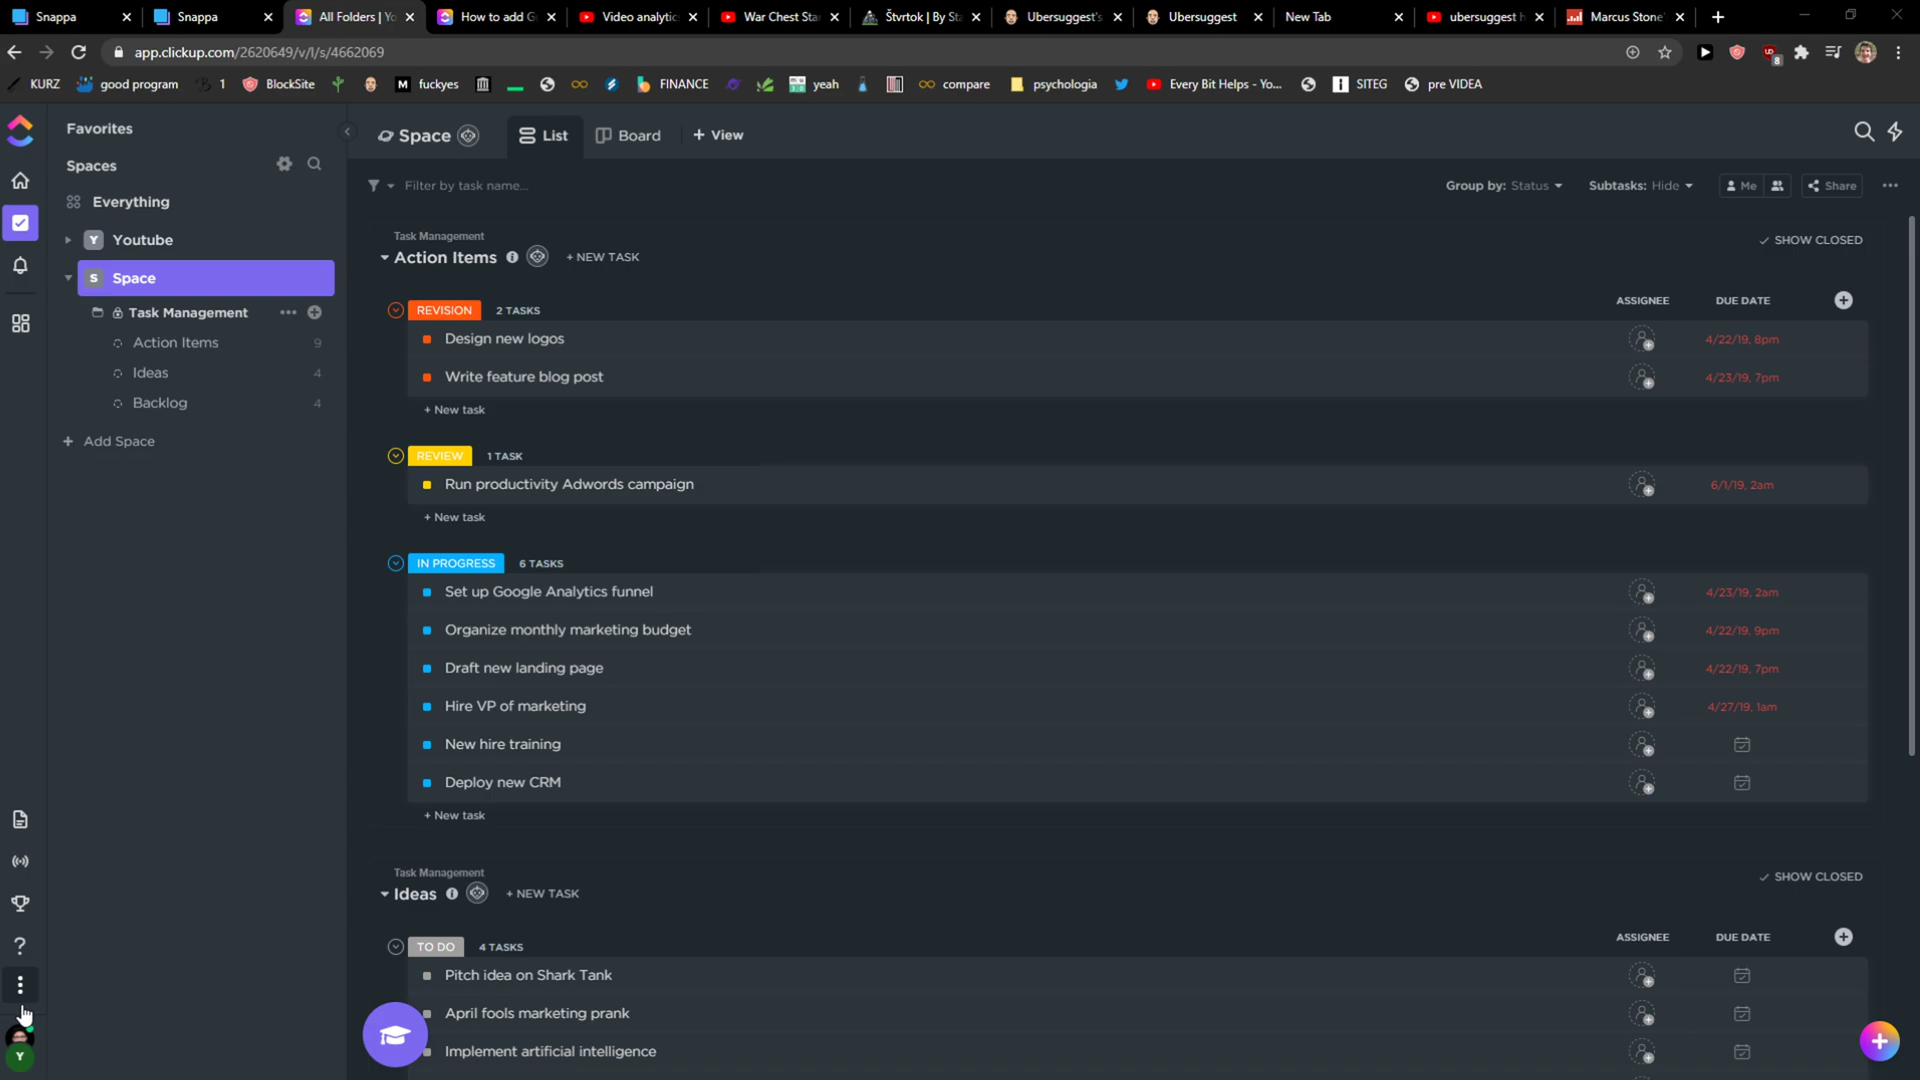 Snappa
Snappa
All Folders | Yo
How to add G
Video analytic
War Chest Sta
Štvrtok | By Sta
Ubersuggest's
Ubersuggest
New Tab
ubersuggest h
Marcus Stone'
app.clickup.com/2620649/v/l/s/4662069
8
KURZ
good program
1
BlockSite
M fuckyes
FINANCE
yeah
compare
psychologia
Every Bit Helps - Yo...
SITEG
pre VIDEA
Favorites
Spaces
Everything
Y Youtube
S Space
Task Management
Action Items 9
Ideas 4
Backlog 4
+ Add Space
Space
List
Board
+ View
Filter by task name...
Group by: Status
Subtasks: Hide
Me
Share
Task Management
Action Items + NEW TASK
SHOW CLOSED
REVISION 2 TASKS ASSIGNEE DUE DATE
Design new logos 4/22/19, 8pm
Write feature blog post 4/23/19, 7pm
+ New task
REVIEW 1 TASK
Run productivity Adwords campaign 6/1/19, 2am
+ New task
IN PROGRESS 6 TASKS
Set up Google Analytics funnel 4/23/19, 2am
Organize monthly marketing budget 4/22/19, 9pm
Draft new landing page 4/22/19, 7pm
Hire VP of marketing 4/27/19, 1am
New hire training
Deploy new CRM
+ New task
Task Management
Ideas + NEW TASK
SHOW CLOSED
TO DO 4 TASKS ASSIGNEE DUE DATE
Pitch idea on Shark Tank
April fools marketing prank
Implement artificial intelligence
Y